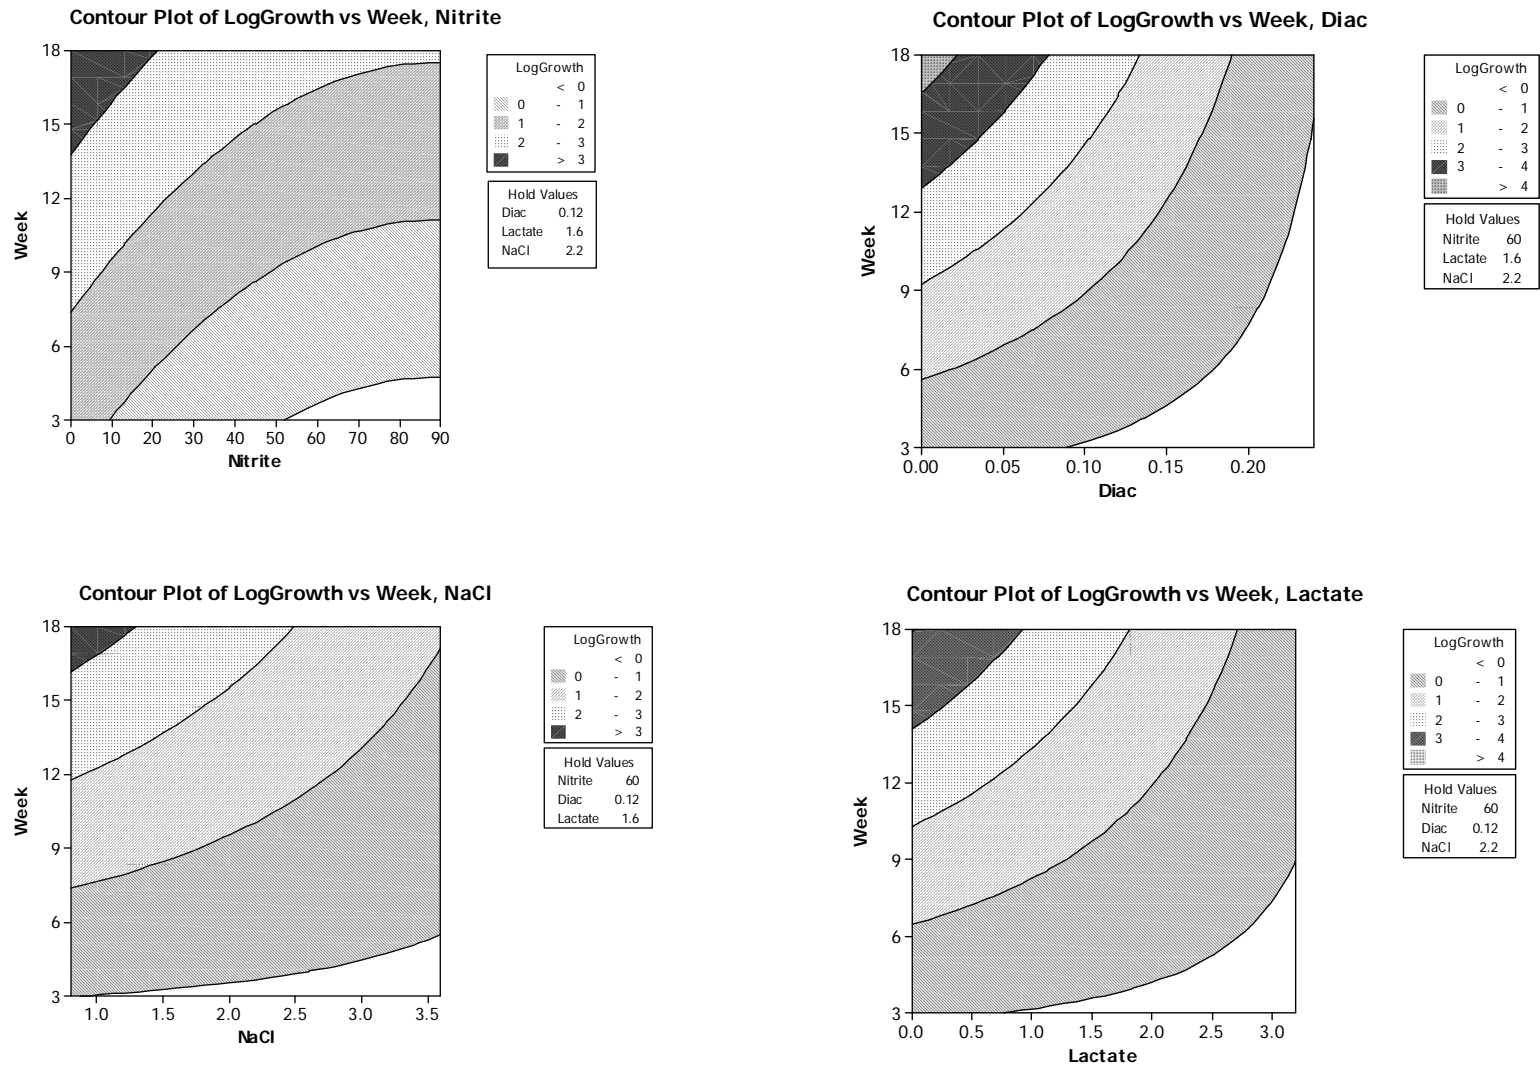 Contour Plot of LogGrowth vs Week, Nitrite
18
15
12
9
6
3
Week
0 10 20 30 40 50 60 70 80 90
Nitrite
LogGrowth
< 0
0 - 1
1 - 2
2 - 3
> 3
Hold Values
Diac 0.12
Lactate 1.6
NaCl 2.2
Contour Plot of LogGrowth vs Week, Diac
18
15
12
9
6
3
Week
0.00 0.05 0.10 0.15 0.20
Diac
LogGrowth
< 0
0 - 1
1 - 2
2 - 3
3 - 4
> 4
Hold Values
Nitrite 60
Lactate 1.6
NaCl 2.2
Contour Plot of LogGrowth vs Week, NaCl
18
15
12
9
6
3
Week
1.0 1.5 2.0 2.5 3.0 3.5
NaCl
LogGrowth
< 0
0 - 1
1 - 2
2 - 3
> 3
Hold Values
Nitrite 60
Diac 0.12
Lactate 1.6
Contour Plot of LogGrowth vs Week, Lactate
18
15
12
9
6
3
Week
0.0 0.5 1.0 1.5 2.0 2.5 3.0
Lactate
LogGrowth
< 0
0 - 1
1 - 2
2 - 3
3 - 4
> 4
Hold Values
Nitrite 60
Diac 0.12
NaCl 2.2